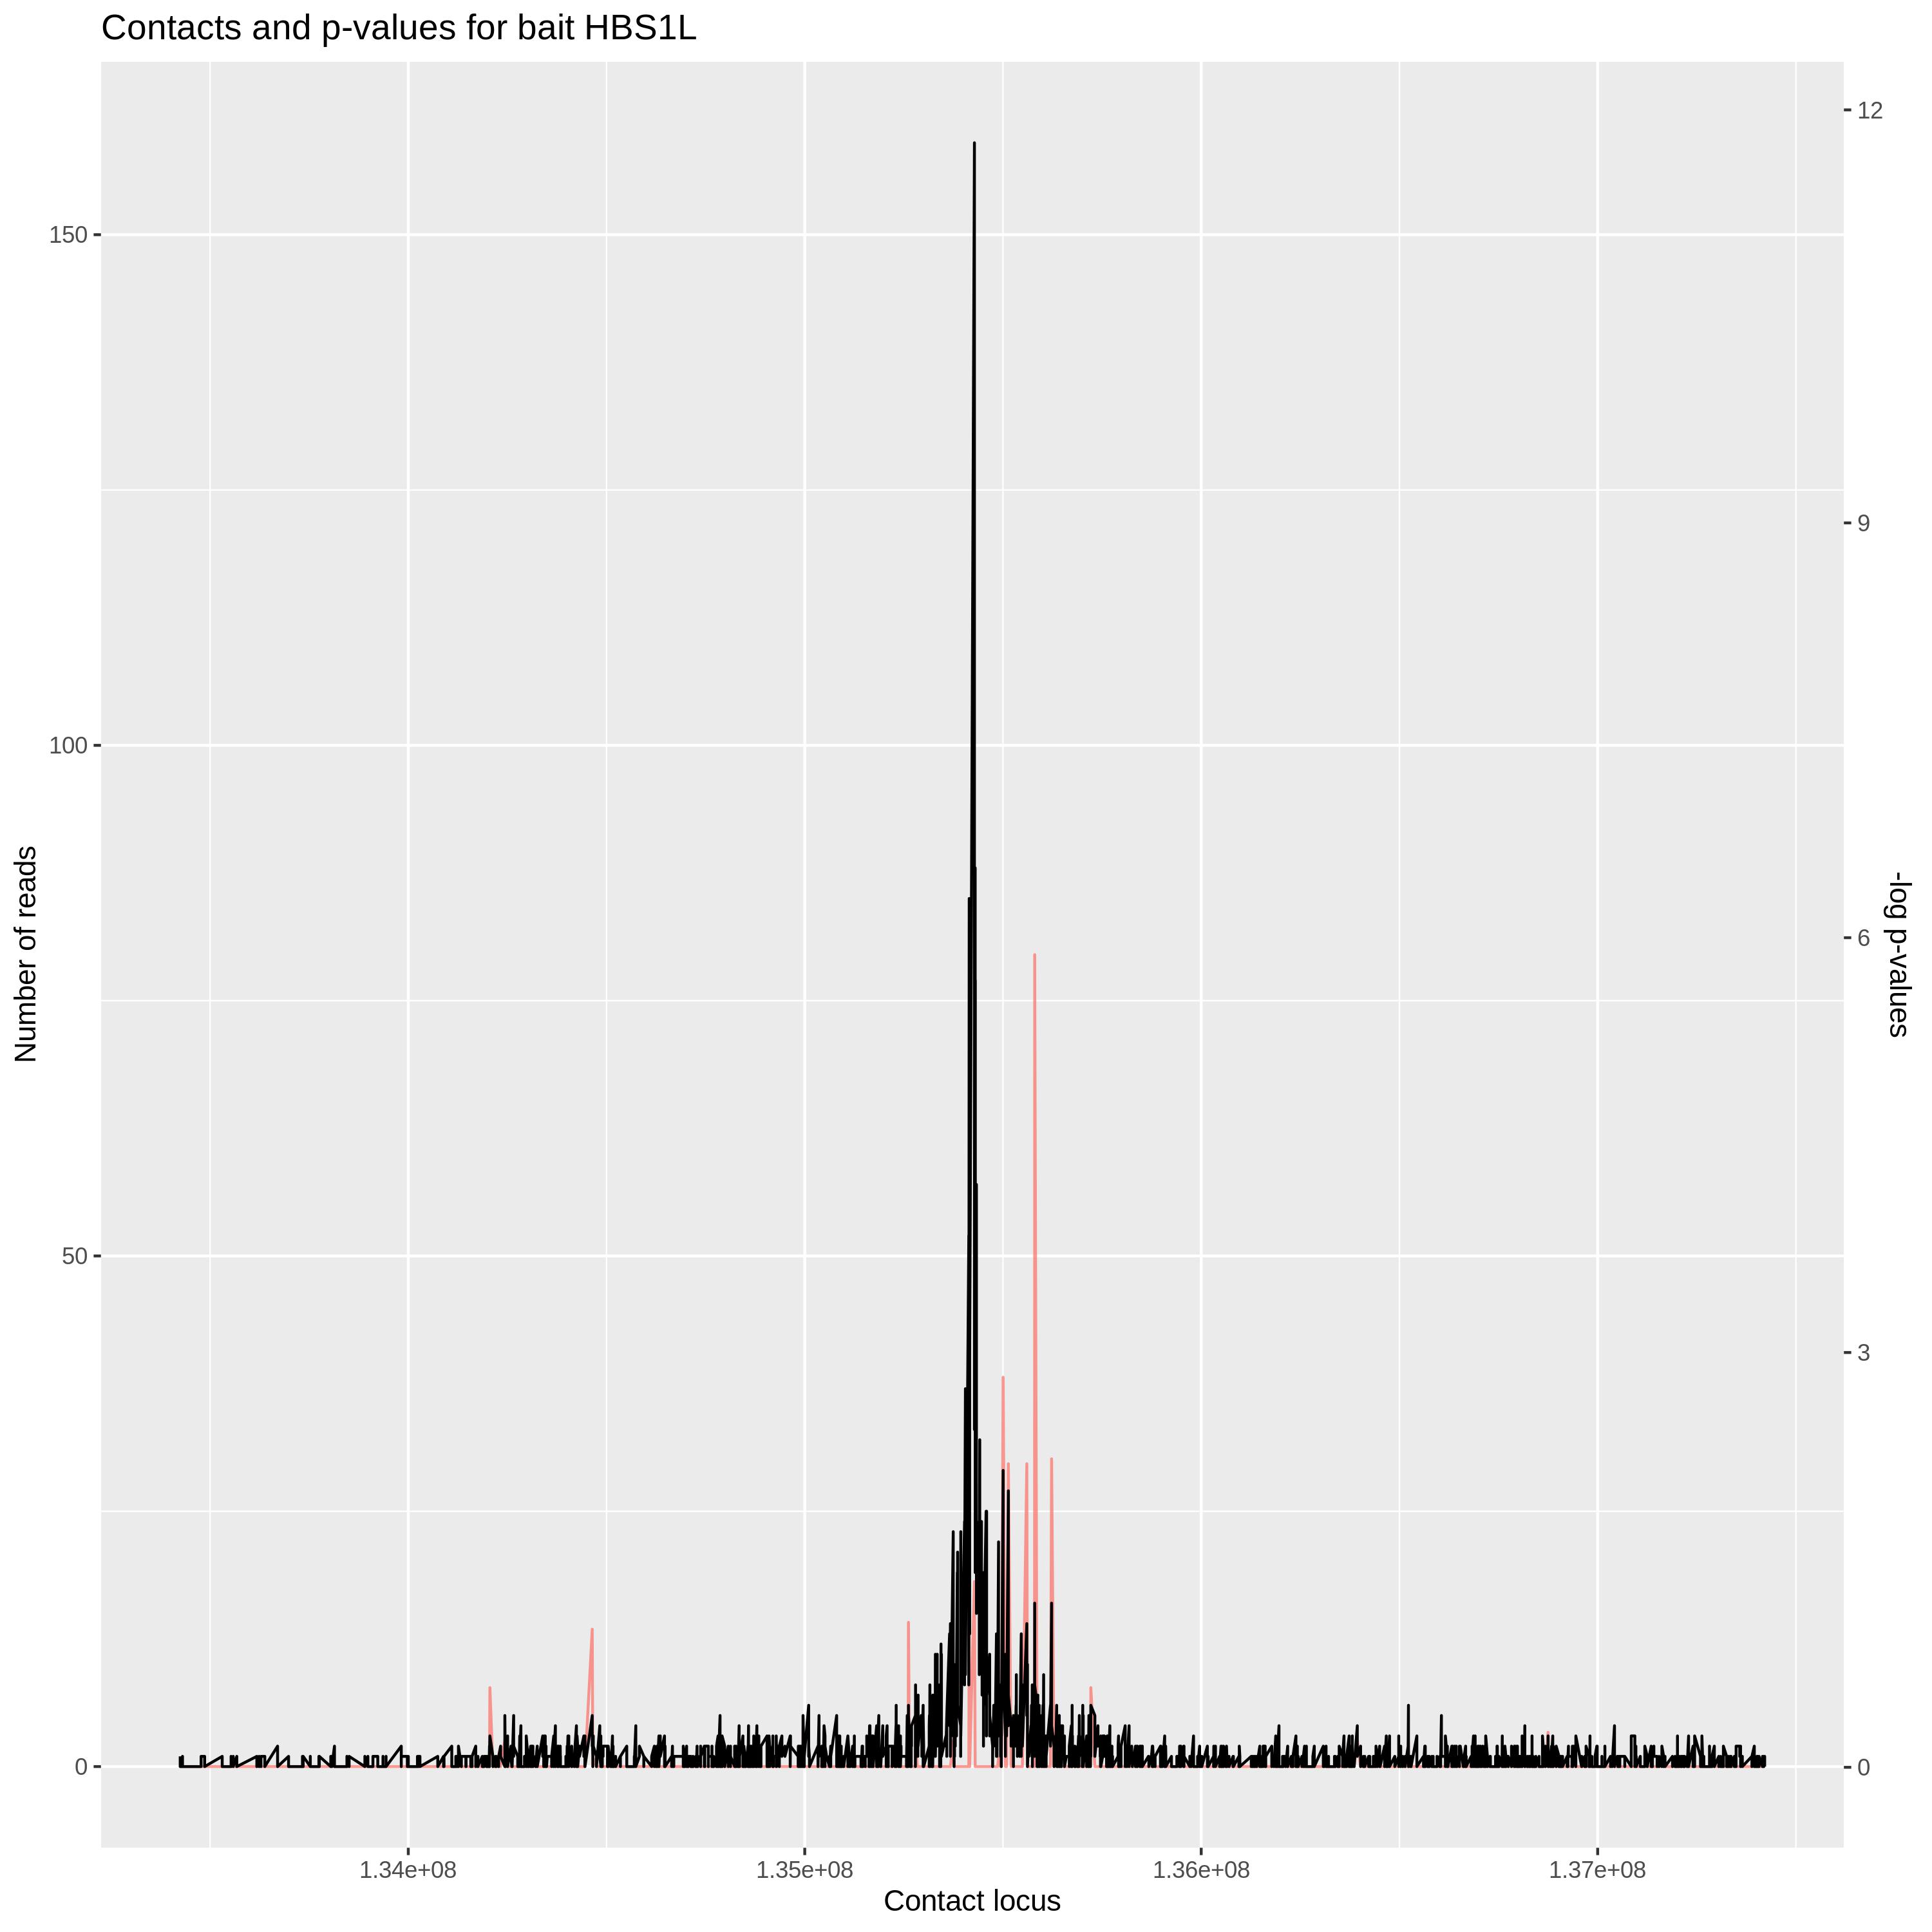 Contacts and p-values for bait HBS1L
12
150
9
100
6
Number of reads
-log p-values
50
3
0
0
1.34e+08
1.35e+08
1.36e+08
1.37e+08
Contact locus